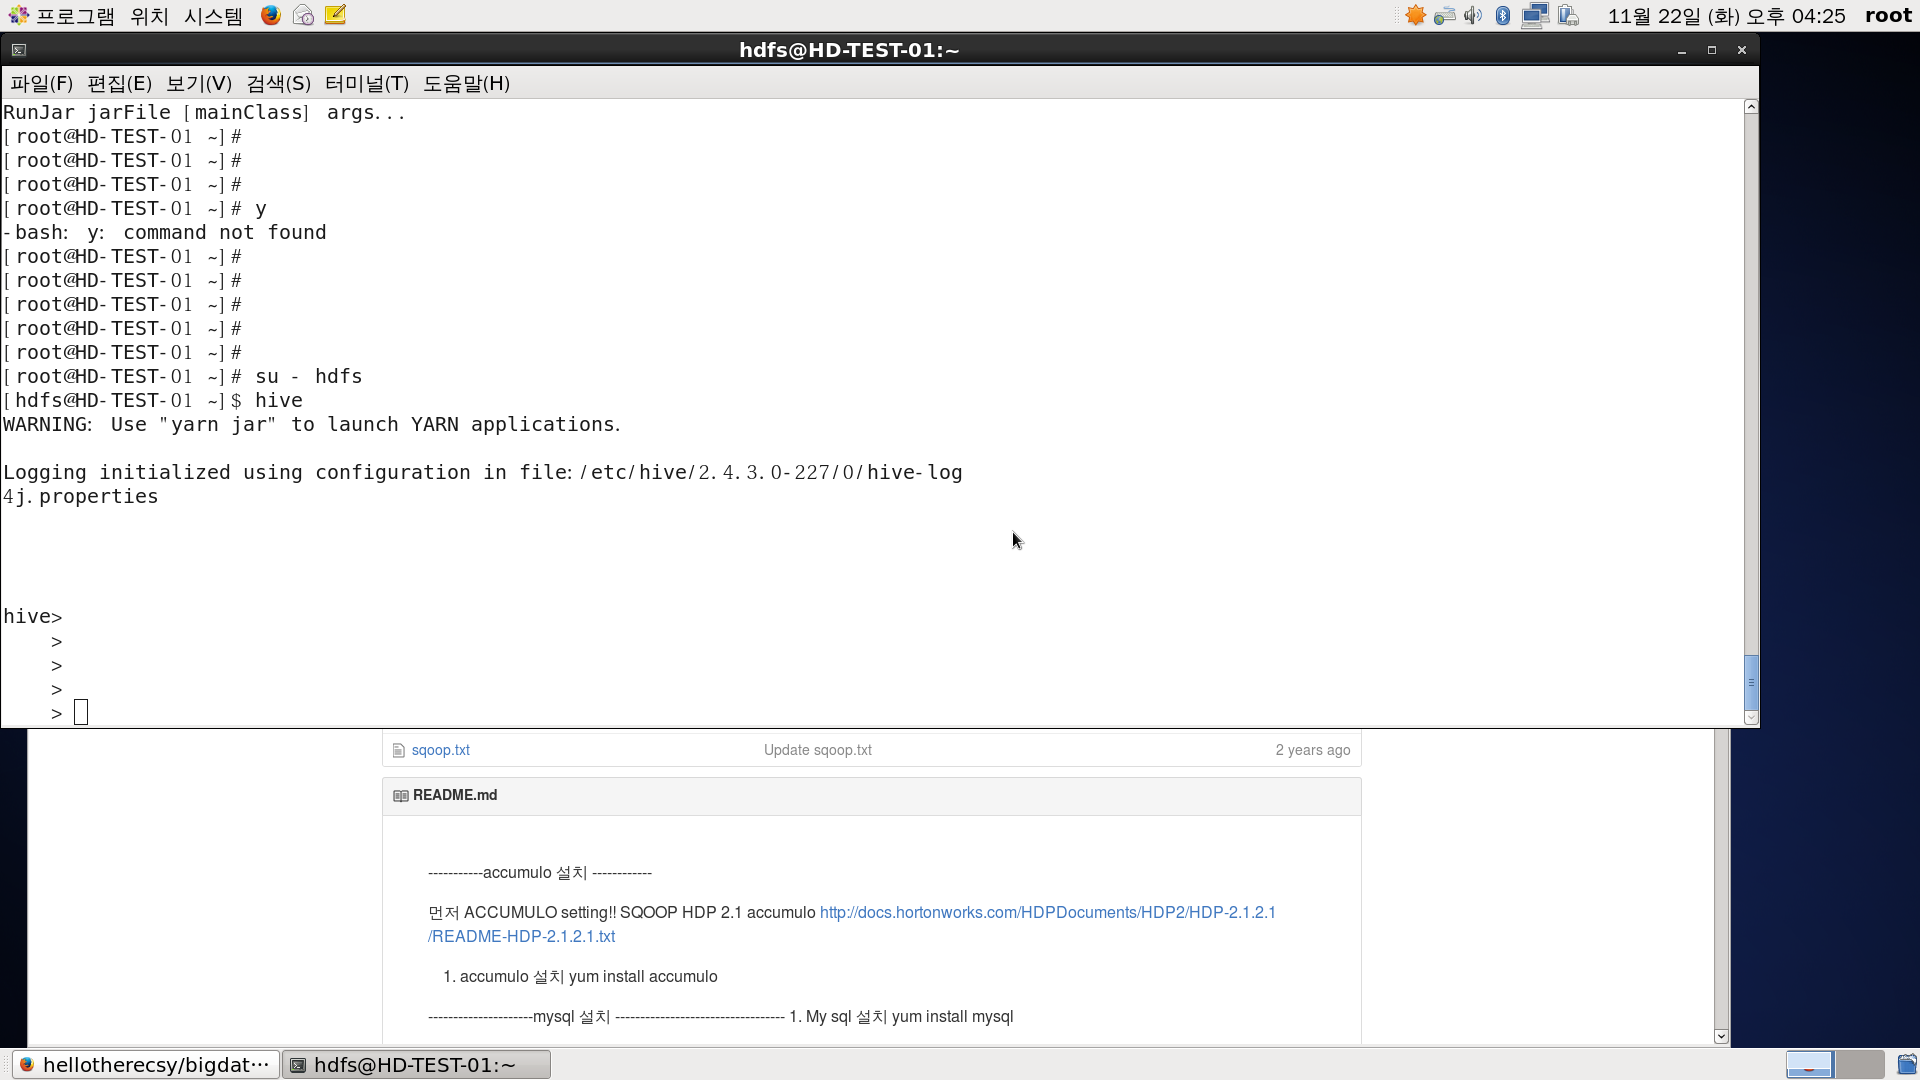 프로그램 위치 시스템 11월 22일 (화) 오후 04:25 root
hdfs@HD-TEST-01:~
파일(F) 편집(E) 보기(V) 검색(S) 터미널(T) 도움말(H)
RunJar jarFile [mainClass] args...
[root@HD-TEST-01 ~]#
[root@HD-TEST-01 ~]#
[root@HD-TEST-01 ~]#
[root@HD-TEST-01 ~]# y
-bash: y: command not found
[root@HD-TEST-01 ~]#
[root@HD-TEST-01 ~]#
[root@HD-TEST-01 ~]#
[root@HD-TEST-01 ~]#
[root@HD-TEST-01 ~]#
[root@HD-TEST-01 ~]# su - hdfs
[hdfs@HD-TEST-01 ~]$ hive
WARNING: Use "yarn jar" to launch YARN applications.
Logging initialized using configuration in file:/etc/hive/2.4.3.0-227/0/hive-log
4j.properties
hive>
>
>
>
>
sqoop.txt Update sqoop.txt 2 years ago
README.md
-----------accumulo 설치 ------------
먼저 ACCUMULO setting!! SQOOP HDP 2.1 accumulo http://docs.hortonworks.com/HDPDocuments/HDP2/HDP-2.1.2.1
/README-HDP-2.1.2.1.txt
1. accumulo 설치 yum install accumulo
---------------------mysql 설치 ---------------------------------- 1. My sql 설치 yum install mysql
hellotherecsy/bigdat… hdfs@HD-TEST-01:~